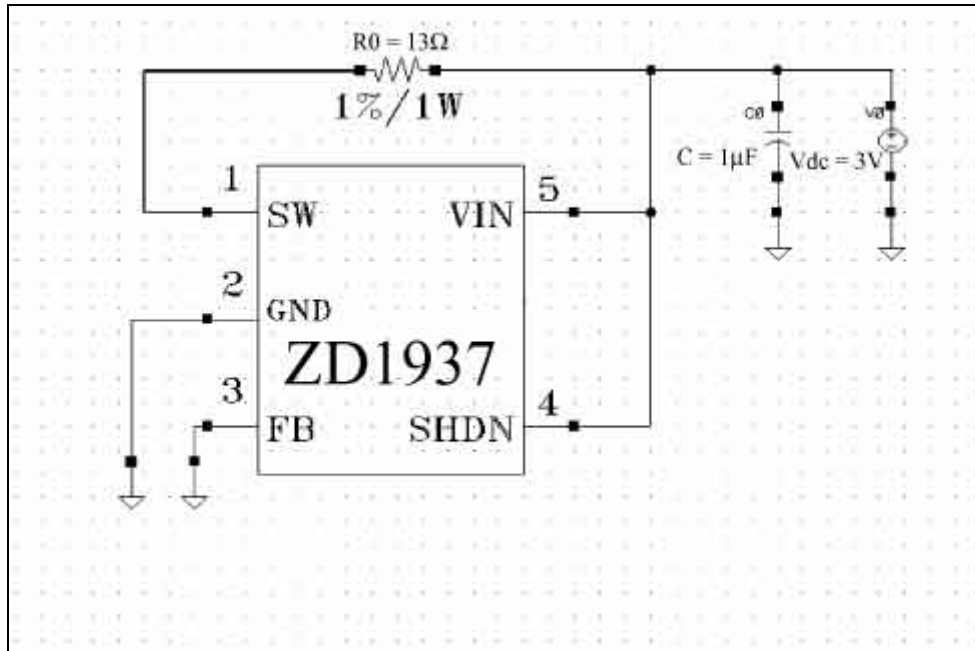 R0 = 13Ω
1%/1W
C0
V0
C = 1µF
Vdc = 3V
1
SW
VIN
5
2
GND
ZD1937
3
FB
SHDN
4